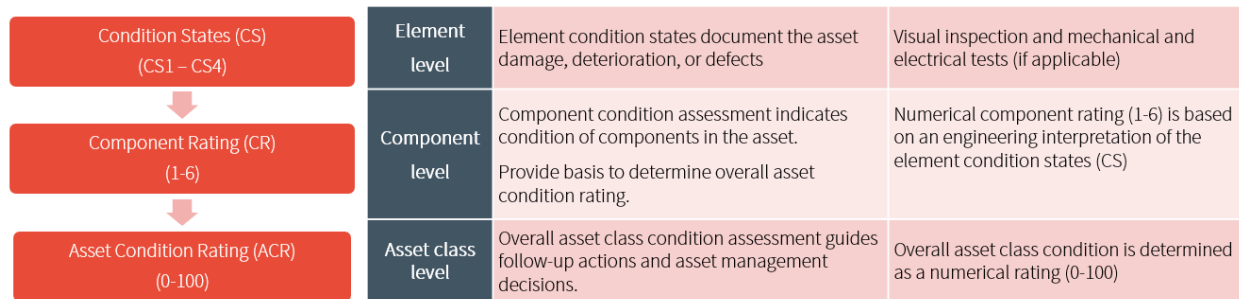 Condition States (CS)
(CS1 – CS4)
Component Rating (CR)
(1-6)
Asset Condition Rating (ACR)
(0-100)
Element
level
Element condition states document the asset
damage, deterioration, or defects
Visual inspection and mechanical and
electrical tests (if applicable)
Component
level
Component condition assessment indicates
condition of components in the asset.
Provide basis to determine overall asset
condition rating.
Numerical component rating (1-6) is based
on an engineering interpretation of the
element condition states (CS)
Asset class
level
Overall asset class condition assessment guides
follow-up actions and asset management
decisions.
Overall asset class condition is determined
as a numerical rating (0-100)